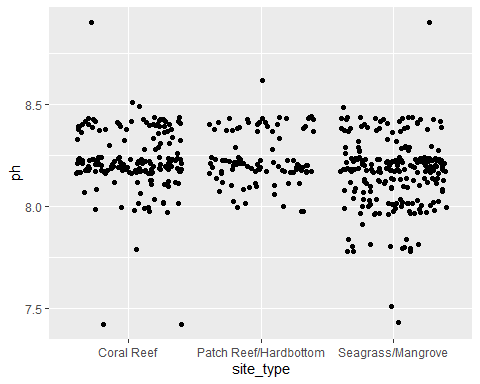 8.5
8.0
7.5
ph
Coral Reef
Patch Reef/Hardbottom
Seagrass/Mangrove
site_type